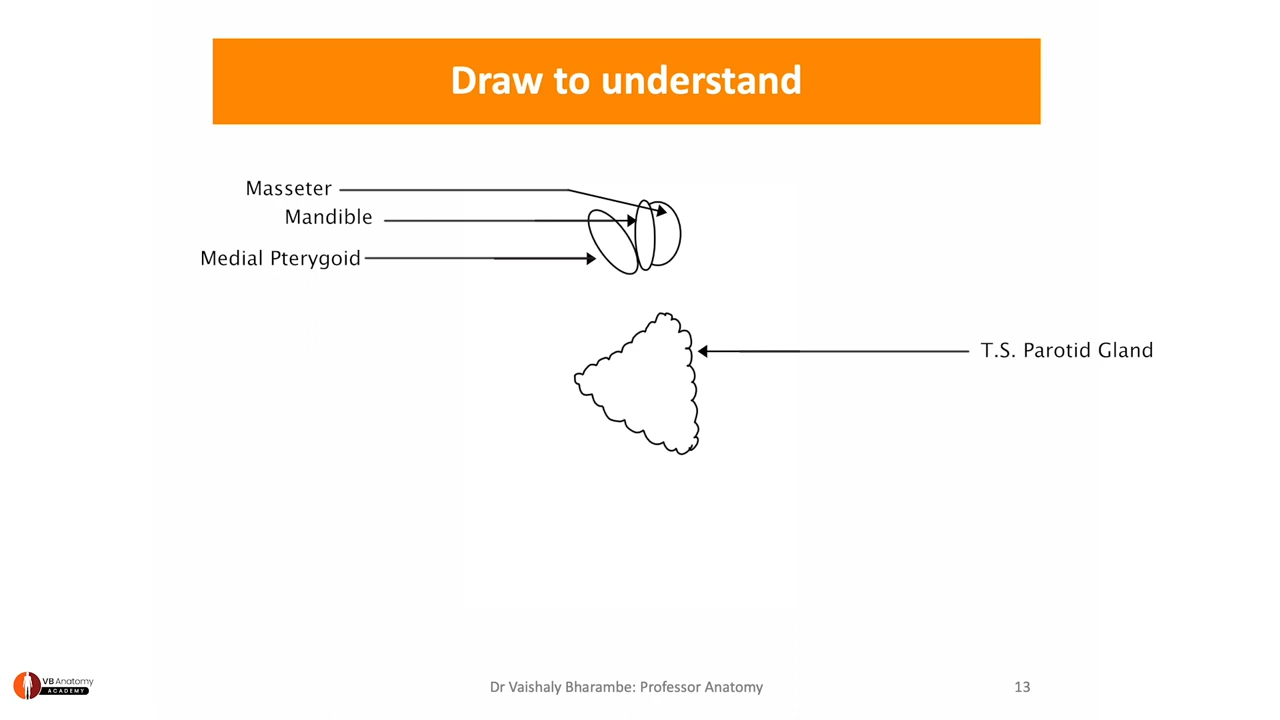 Draw to understand
Masseter
Mandible
Medial Pterygoid
T.S. Parotid Gland
VB Anatomy
ACADEMY
Dr Vaishaly Bharambe: Professor Anatomy
13